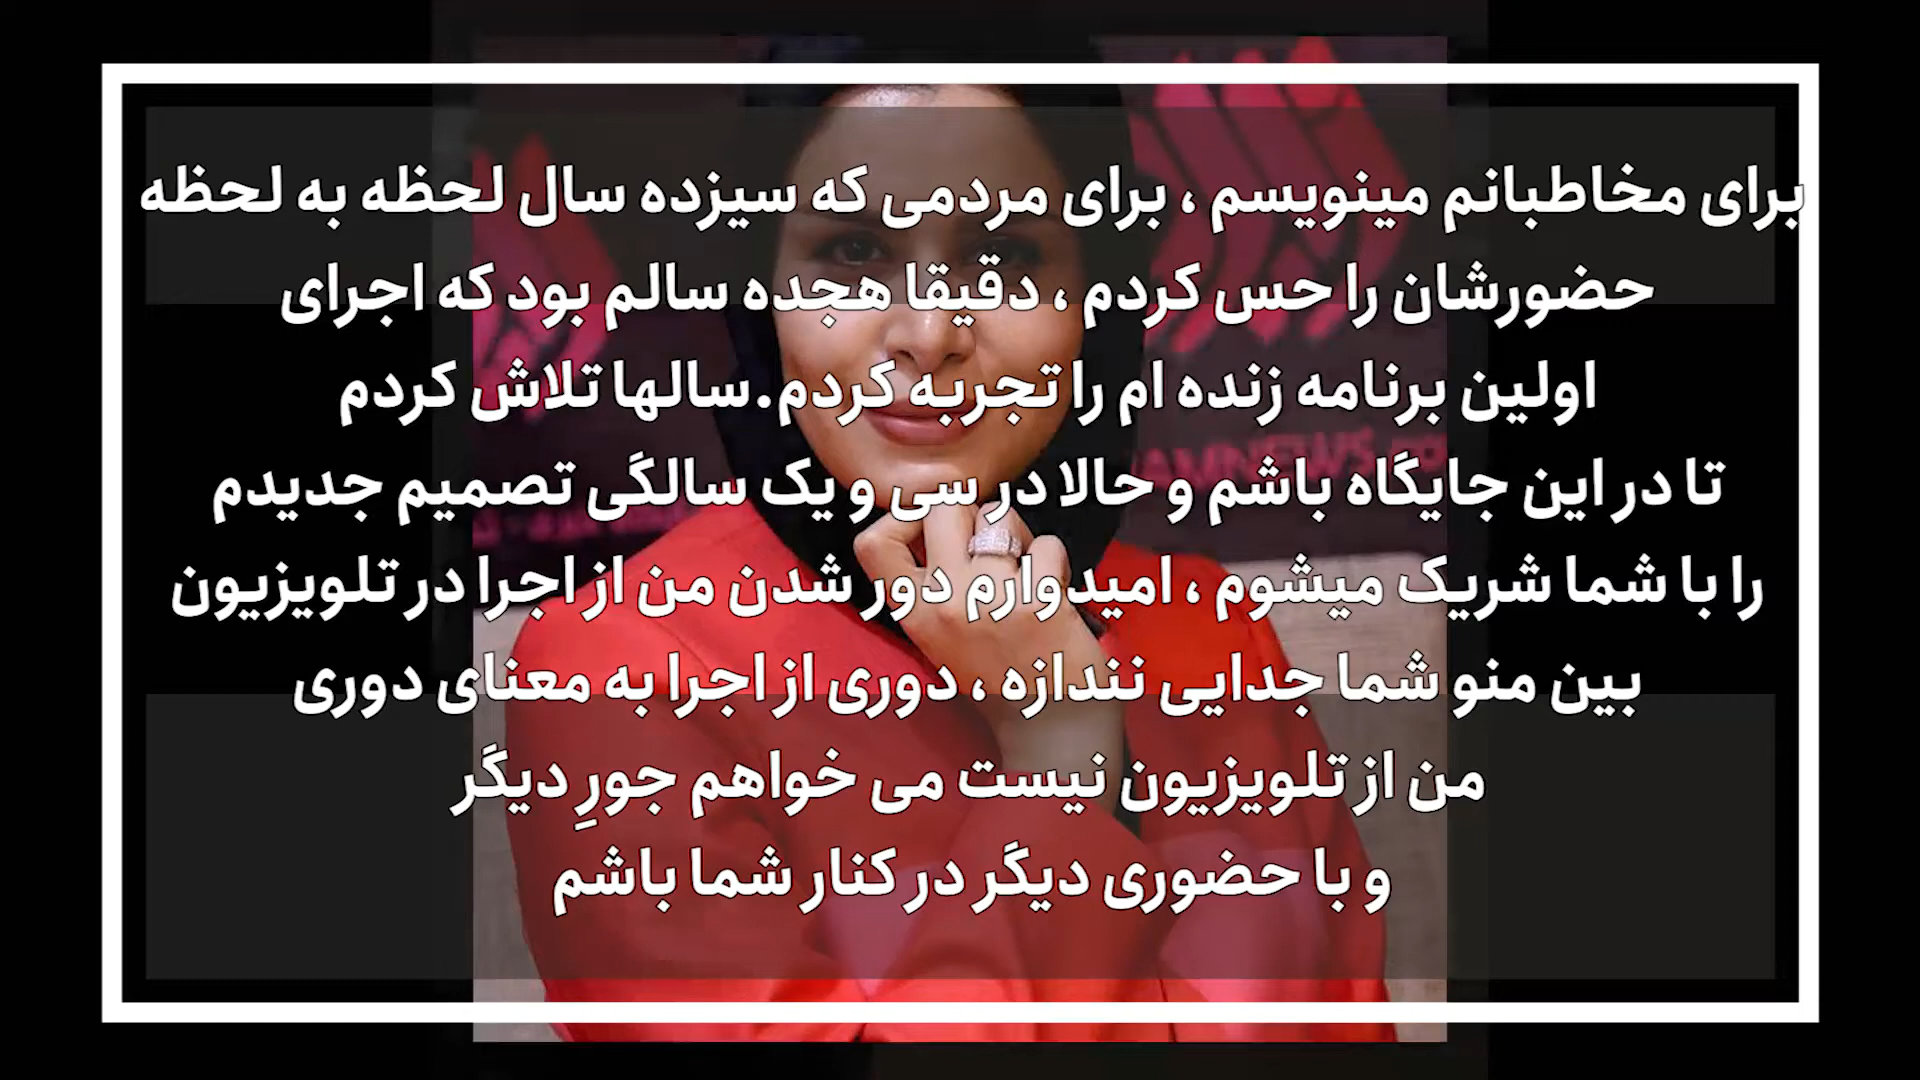 برای مخاطبانم مینویسم ، برای مردمی که سیزده سال لحظه به لحظه
حضورشان را حس کردم ، دقیقا هجده سالم بود که اجرای
اولین برنامه زنده ام را تجربه کردم.سالها تلاش کردم
تا در این جایگاه باشم و حالا در سی و یک سالگی تصمیم جدیدم
را با شما شریک میشوم ، امیدوارم دور شدن من از اجرا در تلویزیون
بین منو شما جدایی نندازه ، دوری از اجرا به معنای دوری
من از تلویزیون نیست می خواهم جورِ دیگر
و با حضوری دیگر در کنار شما باشم